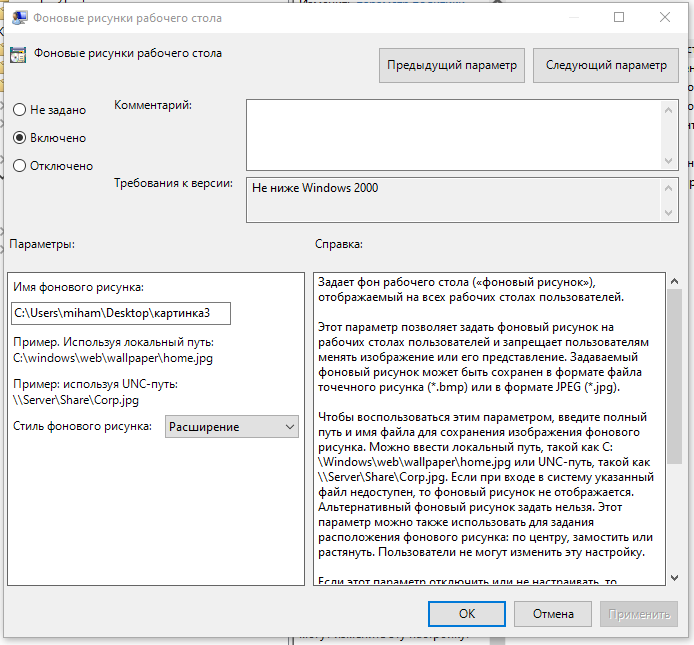 Фоновые рисунки рабочего стола
Фоновые рисунки рабочего стола
Предыдущий параметр
Следующий параметр
Не задано
Включено
Отключено
Комментарий:
Требования к версии:
Не ниже Windows 2000
Параметры:
Справка:
Имя фонового рисунка:
C:\Users\miham\Desktop\картинка3
Пример. Используя локальный путь:
C:\windows\web\wallpaper\home.jpg
Пример: используя UNC-путь:
\\Server\Share\Corp.jpg
Стиль фонового рисунка:
Расширение
Задает фон рабочего стола («фоновый рисунок»),
отображаемый на всех рабочих столах пользователей.
Этот параметр позволяет задать фоновый рисунок на
рабочих столах пользователей и запрещает пользователям
менять изображение или его представление. Задаваемый
фоновый рисунок может быть сохранен в формате файла
точечного рисунка (*.bmp) или в формате JPEG (*.jpg).
Чтобы воспользоваться этим параметром, введите полный
путь и имя файла для сохранения изображения фонового
рисунка. Можно ввести локальный путь, такой как C:
\Windows\web\wallpaper\home.jpg или UNC-путь, такой как
\\Server\Share\Corp.jpg. Если при входе в систему указанный
файл недоступен, то фоновый рисунок не отображается.
Альтернативный фоновый рисунок задать нельзя. Этот
параметр можно также использовать для задания
расположения фонового рисунка: по центру, замостить или
растянуть. Пользователи не могут изменить эту настройку.
Если этот параметр отключить или не настраивать, то
ОК
Отмена
Применить